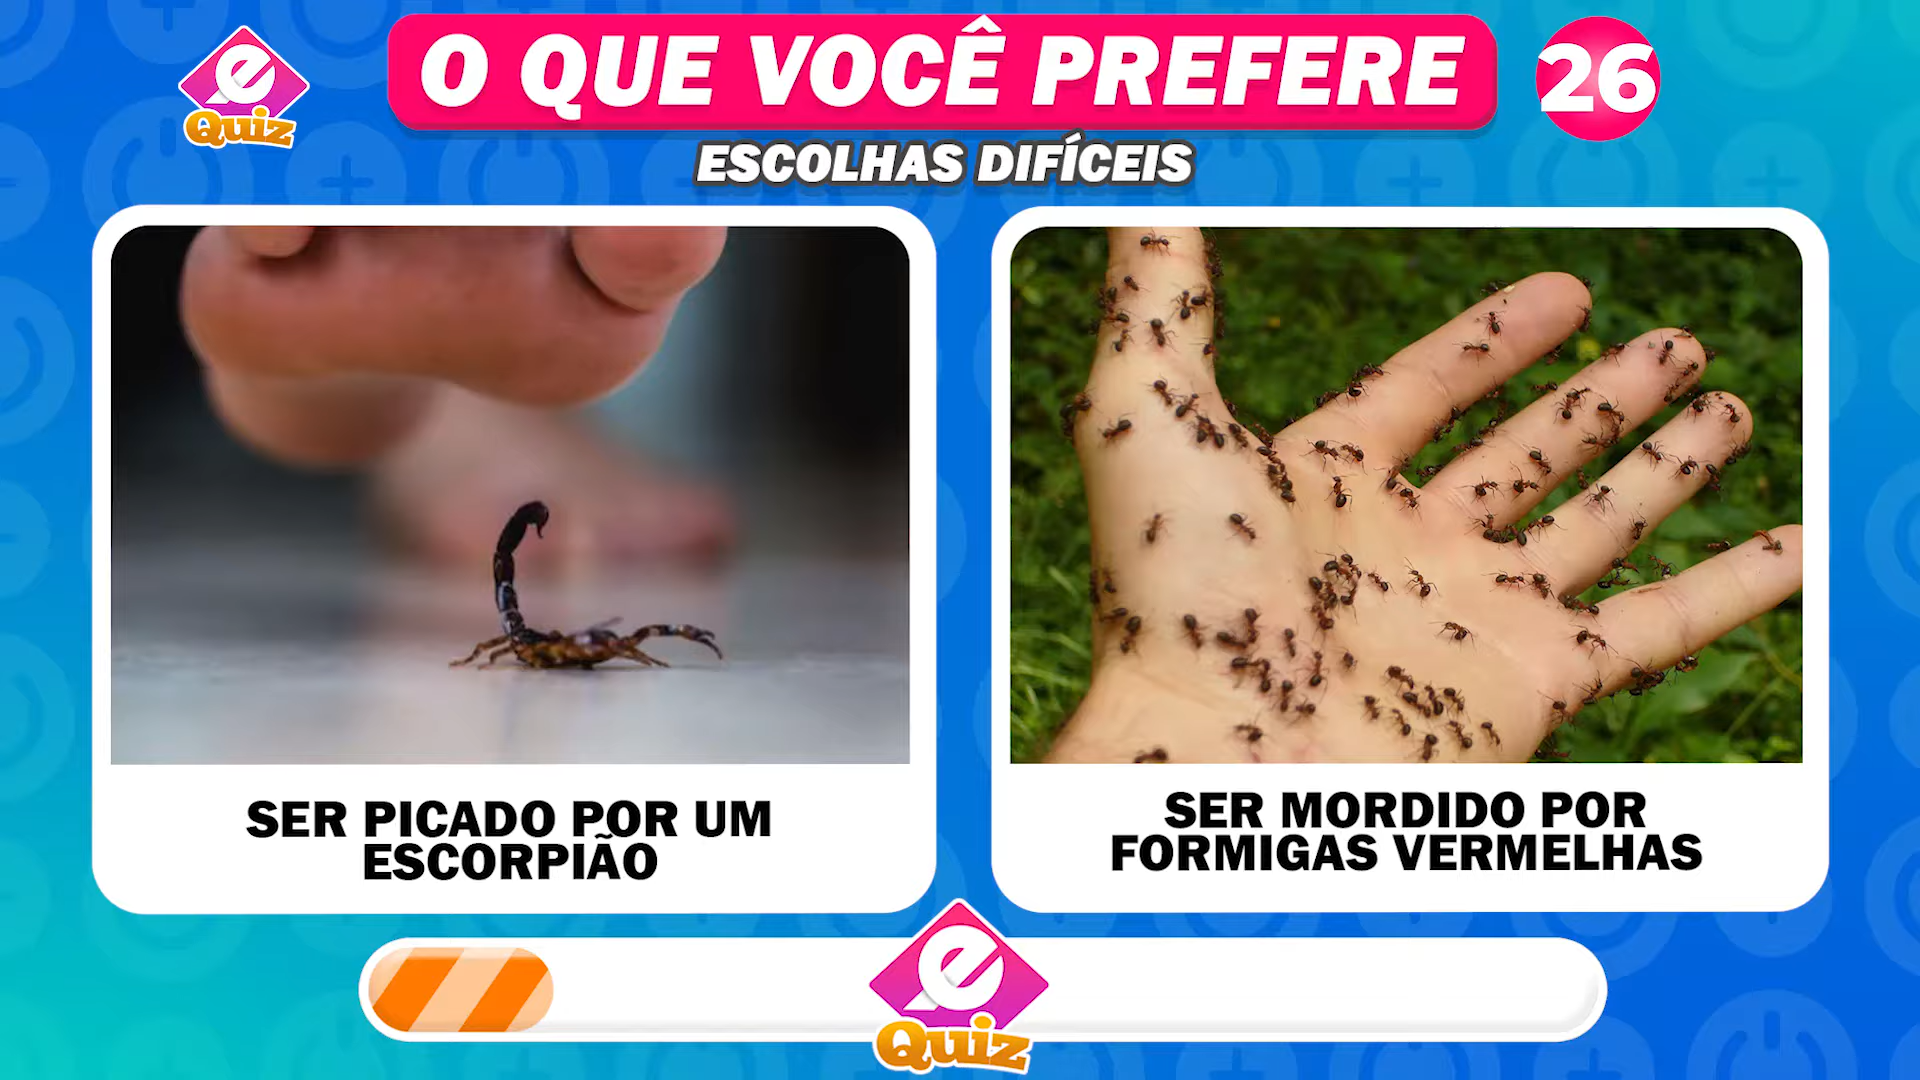 O QUE VOCÊ PREFERE
26
e
Quiz
ESCOLHAS DIFÍCEIS
SER PICADO POR UM
ESCORPIÃO
SER MORDIDO POR
FORMIGAS VERMELHAS
e
Quiz